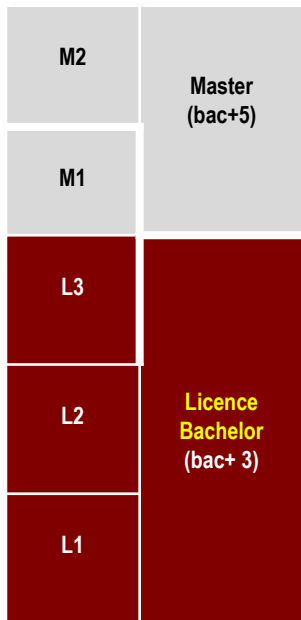 M2
Master
(bac+5)
M1
L3
L2
Licence
Bachelor
(bac+ 3)
L1